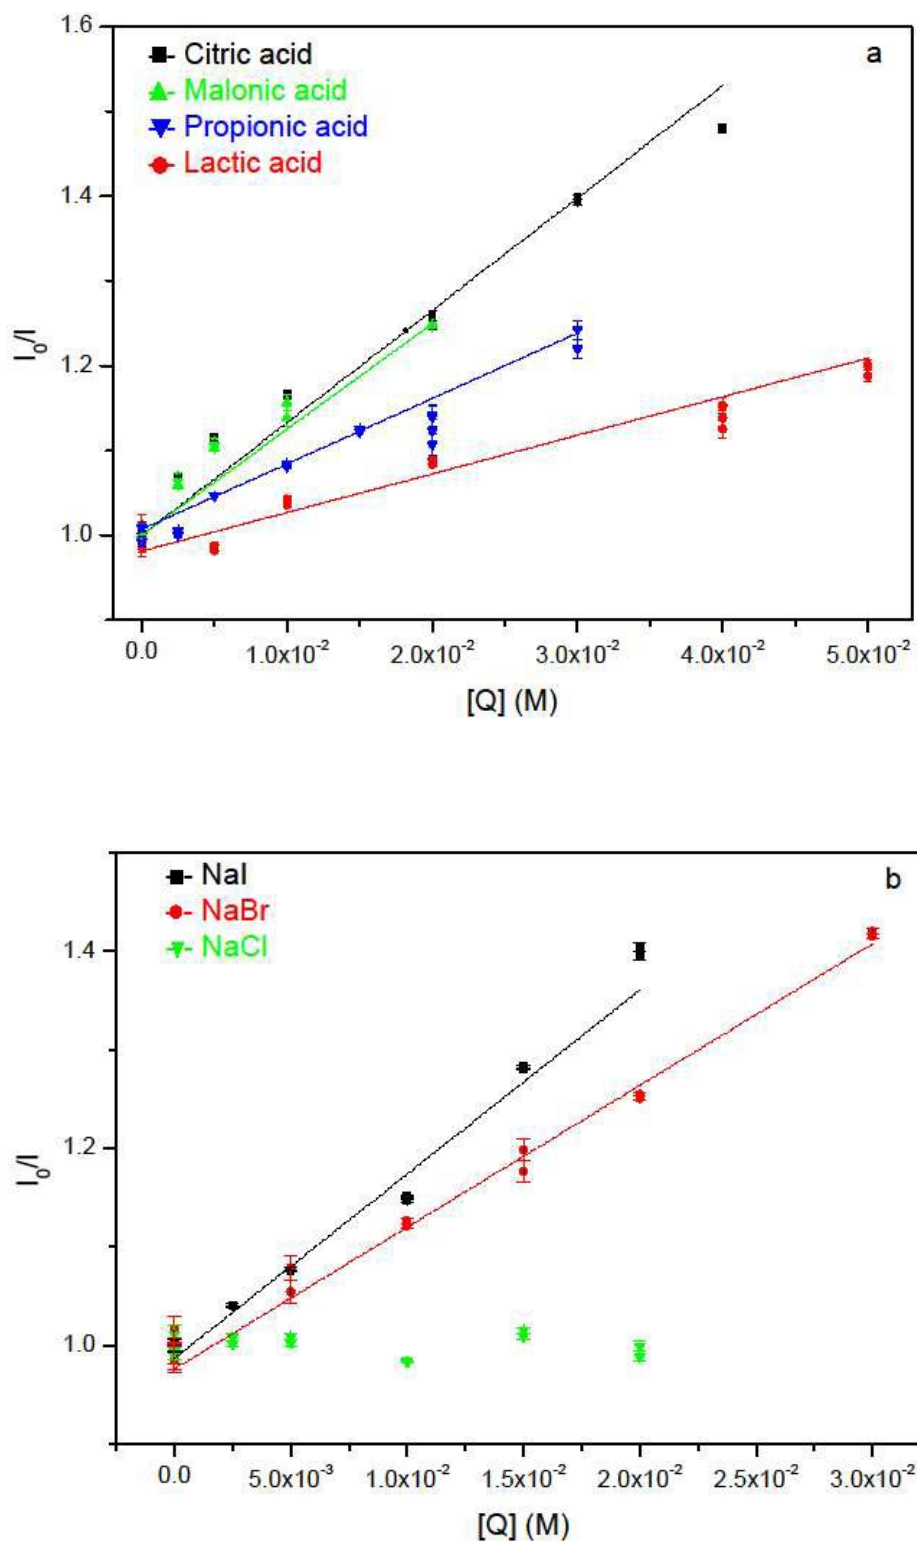 1.6
Citric acid
a
Malonic acid
Propionic acid
Lactic acid
1.4
I₀/I
1.2
1.0
0.0
1.0x10⁻²
2.0x10⁻²
3.0x10⁻²
4.0x10⁻²
5.0x10⁻²
[Q] (M)
NaI
b
NaBr
NaCl
1.4
1.2
I₀/I
1.0
0.0
5.0x10⁻³
1.0x10⁻²
1.5x10⁻²
2.0x10⁻²
2.5x10⁻²
3.0x10⁻²
[Q] (M)